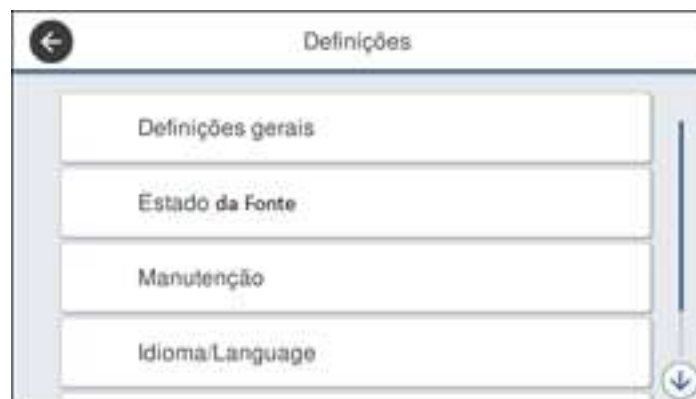 Definições
Definições gerais
Estado da Fonte
Manutenção
Idioma/Language